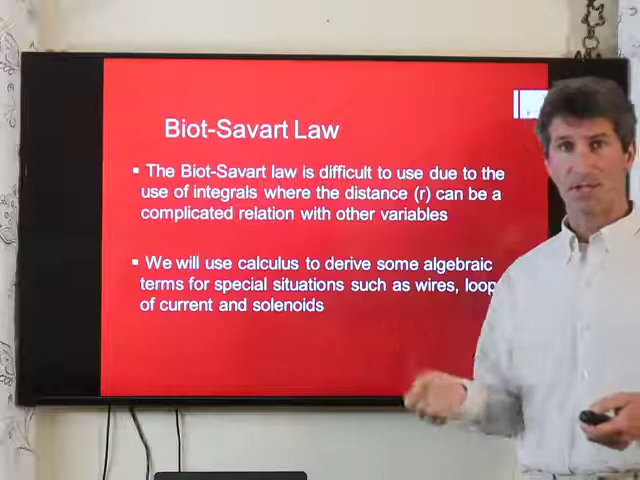 Biot-Savart Law
▪ The Biot-Savart law is difficult to use due to the
use of integrals where the distance (r) can be a
complicated relation with other variables
▪ We will use calculus to derive some algebraic
terms for special situations such as wires, loop
of current and solenoids